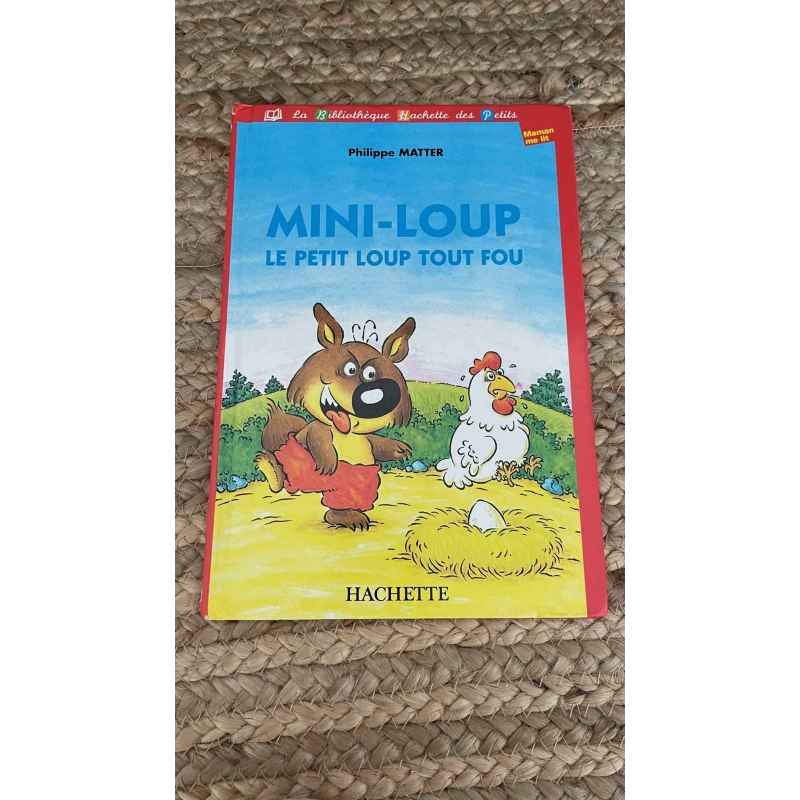 La Bibliothèque Hachette des Petits
Maman
me lit
Philippe MATTER
MINI-LOUP
LE PETIT LOUP TOUT FOU
HACHETTE